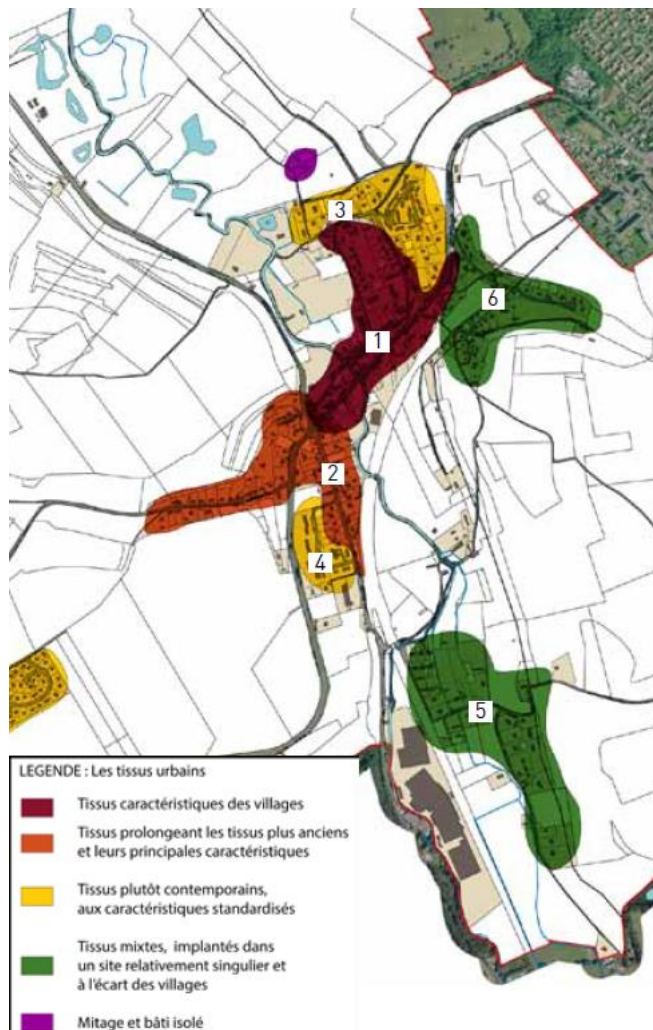 3
6
1
2
4
5
LEGENDE : Les tissus urbains
Tissus caractéristiques des villages
Tissus prolongeant les tissus plus anciens
et leurs principales caractéristiques
Tissus plutôt contemporains,
aux caractéristiques standardisés
Tissus mixtes, implantés dans
un site relativement singulier et
à l'écart des villages
Mitage et bâti isolé